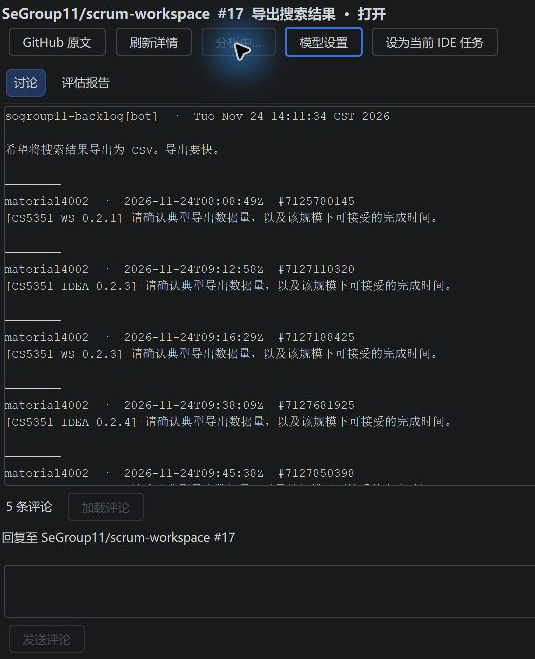 SeGroup11/scrum-workspace #17 导出搜索结果 • 打开
GitHub 原文 刷新详情 分析中... 模型设置 设为当前 IDE 任务
讨论 评估报告
segroup11-backlog[bot] · Tue Nov 24 14:11:34 CST 2026
希望将搜索结果导出为 CSV。导出要快。
material4002 · 2026-11-24T08:08:49Z #7125780145
[CS5351 WS 0.2.1] 请确认典型导出数据量，以及该规模下可接受的完成时间。
material4002 · 2026-11-24T09:12:58Z #7127110320
[CS5351 IDEA 0.2.3] 请确认典型导出数据量，以及该规模下可接受的完成时间。
material4002 · 2026-11-24T09:16:29Z #7127188425
[CS5351 WS 0.2.3] 请确认典型导出数据量，以及该规模下可接受的完成时间。
material4002 · 2026-11-24T09:38:09Z #7127681925
[CS5351 IDEA 0.2.4] 请确认典型导出数据量，以及该规模下可接受的完成时间。
material4002 · 2026-11-24T09:45:38Z #7127850398
5 条评论 加载评论
回复至 SeGroup11/scrum-workspace #17
发送评论